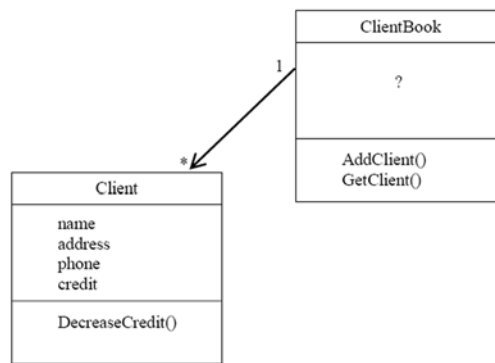 ClientBook
?
AddClient()
GetClient()
1
*
Client
name
address
phone
credit
DecreaseCredit()